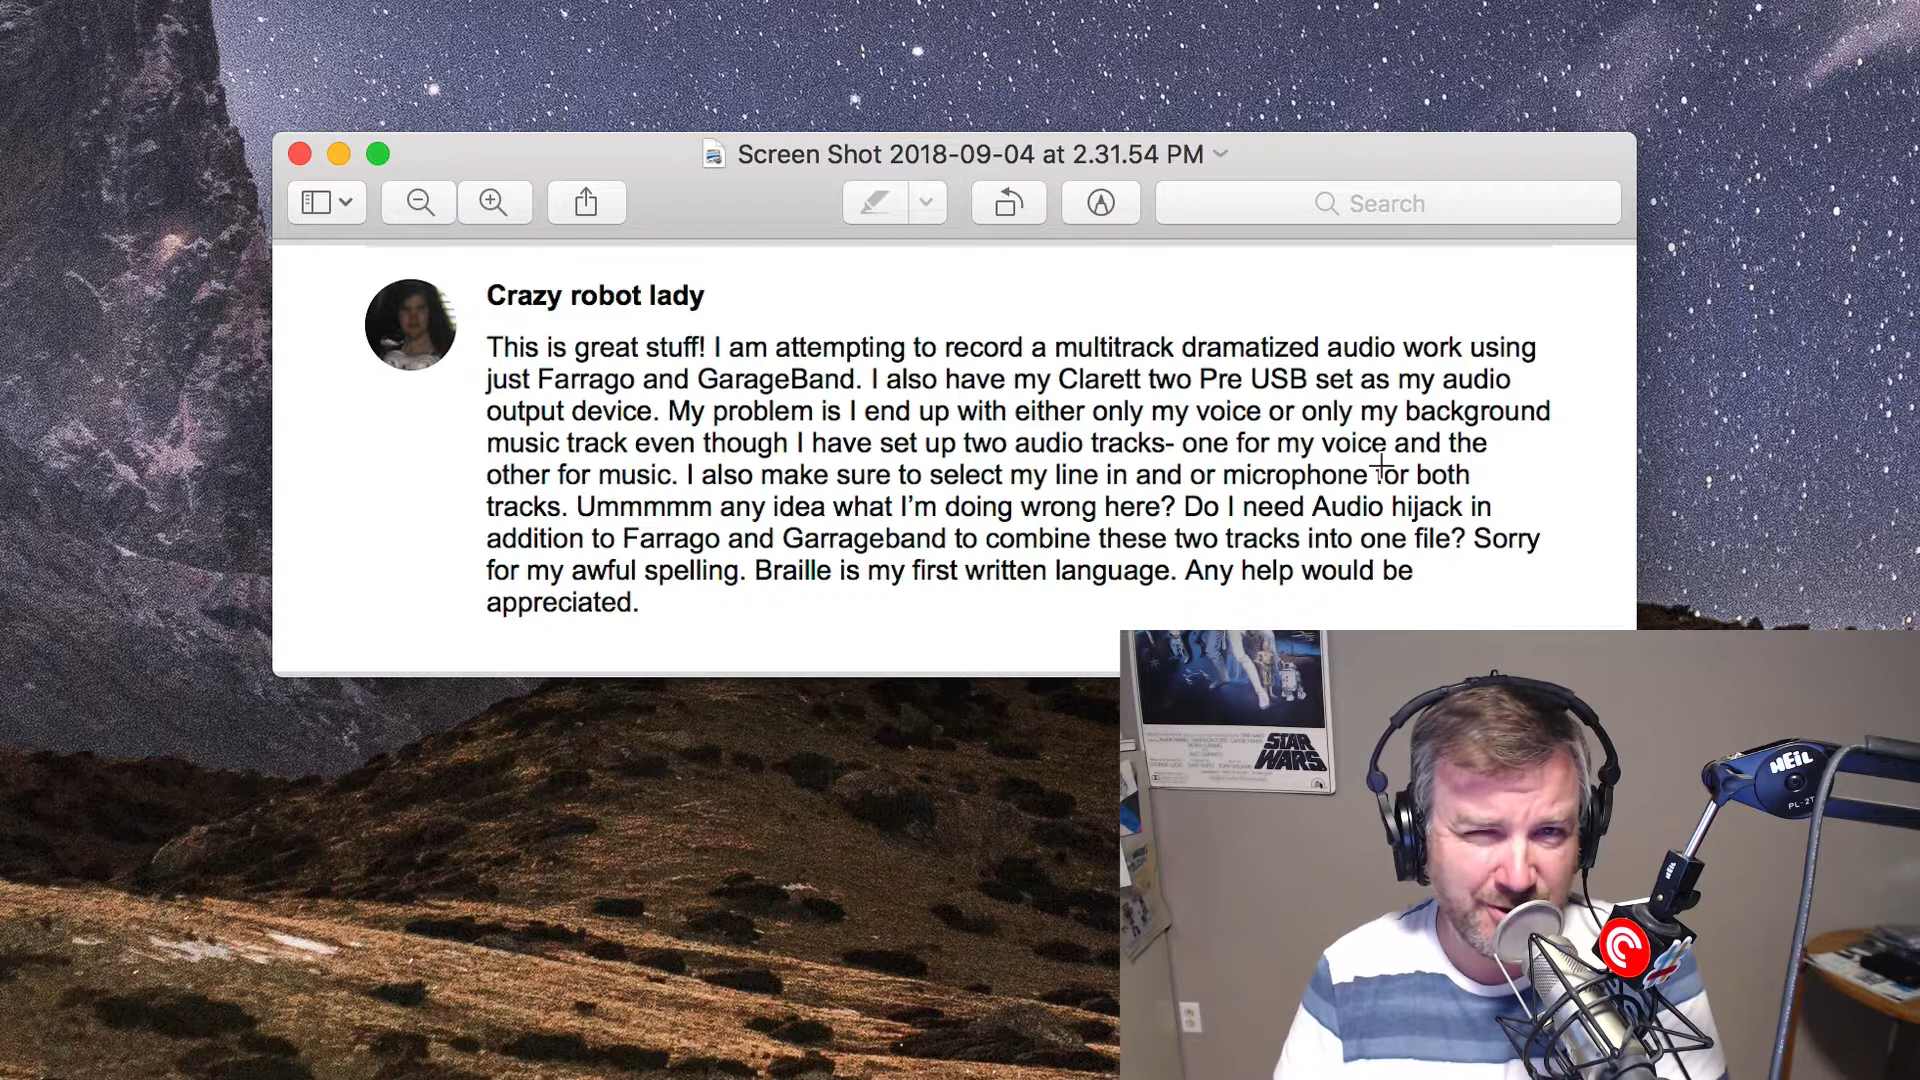 Screen Shot 2018-09-04 at 2.31.54 PM
Search
Crazy robot lady
This is great stuff! I am attempting to record a multitrack dramatized audio work using
just Farrago and GarageBand. I also have my Clarett two Pre USB set as my audio
output device. My problem is I end up with either only my voice or only my background
music track even though I have set up two audio tracks- one for my voice and the
other for music. I also make sure to select my line in and or microphone for both
tracks. Ummmmm any idea what I’m doing wrong here? Do I need Audio hijack in
addition to Farrago and Garrageband to combine these two tracks into one file? Sorry
for my awful spelling. Braille is my first written language. Any help would be
appreciated.
STAR
WARS
HEIL
PL-2T
HEIL